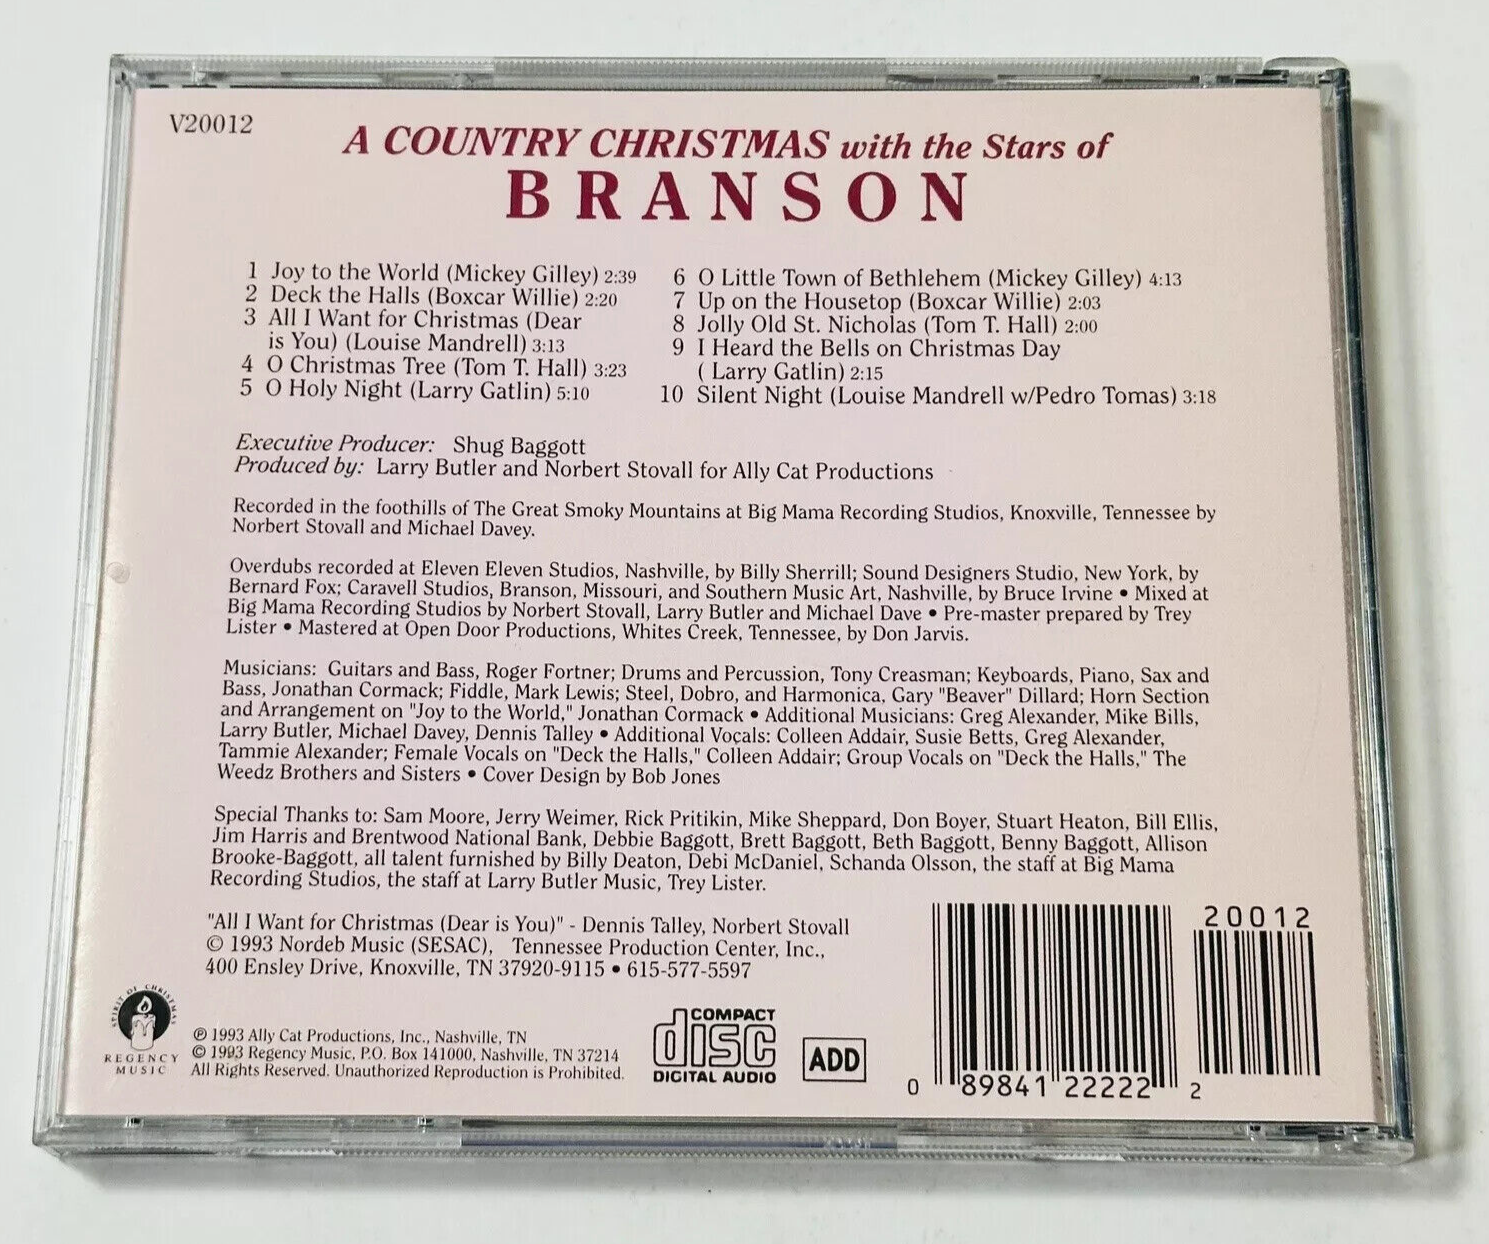 V20012
A COUNTRY CHRISTMAS with the Stars of
BRANSON
1 Joy to the World (Mickey Gilley) 2:39
2 Deck the Halls (Boxcar Willie) 2:20
3 All I Want for Christmas (Dear
is You) (Louise Mandrell) 3:13
4 O Christmas Tree (Tom T. Hall) 3:23
5 O Holy Night (Larry Gatlin) 5:10
6 O Little Town of Bethlehem (Mickey Gilley) 4:13
7 Up on the Housetop (Boxcar Willie) 2:03
8 Jolly Old St. Nicholas (Tom T. Hall) 2:00
9 I Heard the Bells on Christmas Day
( Larry Gatlin) 2:15
10 Silent Night (Louise Mandrell w/Pedro Tomas) 3:18
Executive Producer: Shug Baggott
Produced by: Larry Butler and Norbert Stovall for Ally Cat Productions
Recorded in the foothills of The Great Smoky Mountains at Big Mama Recording Studios, Knoxville, Tennessee by
Norbert Stovall and Michael Davey.
Overdubs recorded at Eleven Eleven Studios, Nashville, by Billy Sherrill; Sound Designers Studio, New York, by
Bernard Fox; Caravell Studios, Branson, Missouri, and Southern Music Art, Nashville, by Bruce Irvine • Mixed at
Big Mama Recording Studios by Norbert Stovall, Larry Butler and Michael Dave • Pre-master prepared by Trey
Lister • Mastered at Open Door Productions, Whites Creek, Tennessee, by Don Jarvis.
Musicians: Guitars and Bass, Roger Fortner; Drums and Percussion, Tony Creasman; Keyboards, Piano, Sax and
Bass, Jonathan Cormack; Fiddle, Mark Lewis; Steel, Dobro, and Harmonica, Gary "Beaver" Dillard; Horn Section
and Arrangement on "Joy to the World," Jonathan Cormack • Additional Musicians: Greg Alexander, Mike Bills,
Larry Butler, Michael Davey, Dennis Talley • Additional Vocals: Colleen Addair, Susie Betts, Greg Alexander,
Tammie Alexander; Female Vocals on "Deck the Halls," Colleen Addair; Group Vocals on "Deck the Halls," The
Weedz Brothers and Sisters • Cover Design by Bob Jones
Special Thanks to: Sam Moore, Jerry Weimer, Rick Pritikin, Mike Sheppard, Don Boyer, Stuart Heaton, Bill Ellis,
Jim Harris and Brentwood National Bank, Debbie Baggott, Brett Baggott, Beth Baggott, Benny Baggott, Allison
Brooke-Baggott, all talent furnished by Billy Deaton, Debi McDaniel, Schanda Olsson, the staff at Big Mama
Recording Studios, the staff at Larry Butler Music, Trey Lister.
"All I Want for Christmas (Dear is You)" - Dennis Talley, Norbert Stovall
© 1993 Nordeb Music (SESAC), Tennessee Production Center, Inc.,
400 Ensley Drive, Knoxville, TN 37920-9115 • 615-577-5597
SPIRIT OF CHRISTMAS
REGENCY
MUSIC
℗ 1993 Ally Cat Productions, Inc., Nashville, TN
© 1993 Regency Music, P.O. Box 141000, Nashville, TN 37214
All Rights Reserved. Unauthorized Reproduction is Prohibited.
COMPACT
disc
DIGITAL AUDIO
ADD
20012
0 89841 22222 2